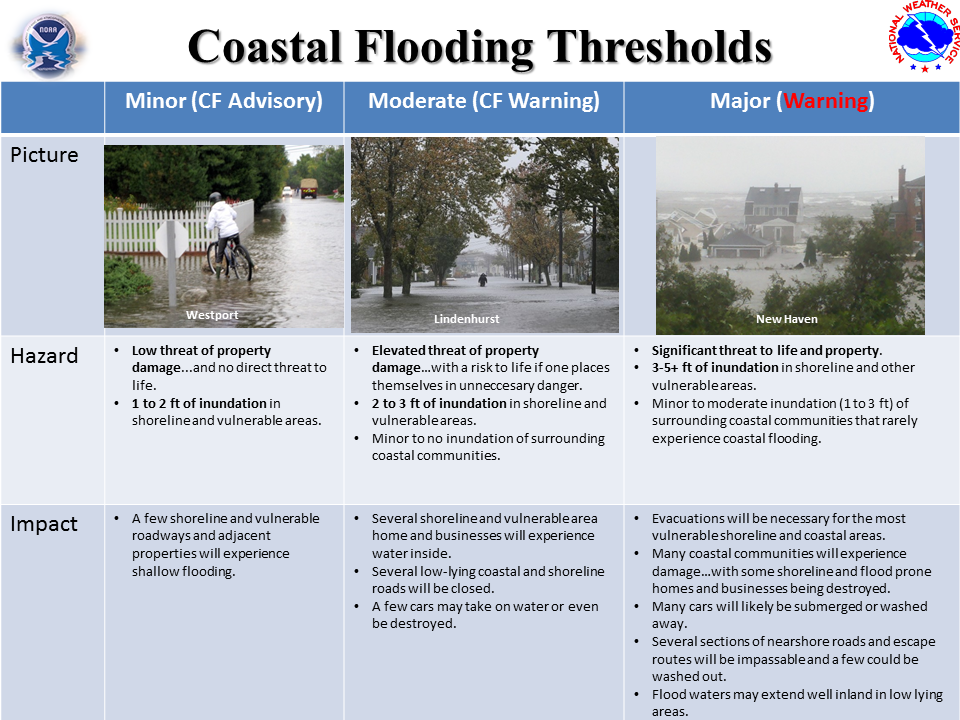 NOAA
Coastal Flooding Thresholds
NATIONAL WEATHER SERVICE
Minor (CF Advisory)
Moderate (CF Warning)
Major (Warning)
Picture
Westport
Lindenhurst
New Haven
Hazard
• Low threat of property
damage...and no direct threat to
life.
• 1 to 2 ft of inundation in
shoreline and vulnerable areas.
• Elevated threat of property
damage…with a risk to life if one places
themselves in unneccesary danger.
• 2 to 3 ft of inundation in shoreline and
vulnerable areas.
• Minor to no inundation of surrounding
coastal communities.
• Significant threat to life and property.
• 3-5+ ft of inundation in shoreline and other
vulnerable areas.
• Minor to moderate inundation (1 to 3 ft) of
surrounding coastal communities that rarely
experience coastal flooding.
Impact
• A few shoreline and vulnerable
roadways and adjacent
properties will experience
shallow flooding.
• Several shoreline and vulnerable area
home and businesses will experience
water inside.
• Several low-lying coastal and shoreline
roads will be closed.
• A few cars may take on water or even
be destroyed.
• Evacuations will be necessary for the most
vulnerable shoreline and coastal areas.
• Many coastal communities will experience
damage…with some shoreline and flood prone
homes and businesses being destroyed.
• Many cars will likely be submerged or washed
away.
• Several sections of nearshore roads and escape
routes will be impassable and a few could be
washed out.
• Flood waters may extend well inland in low lying
areas.